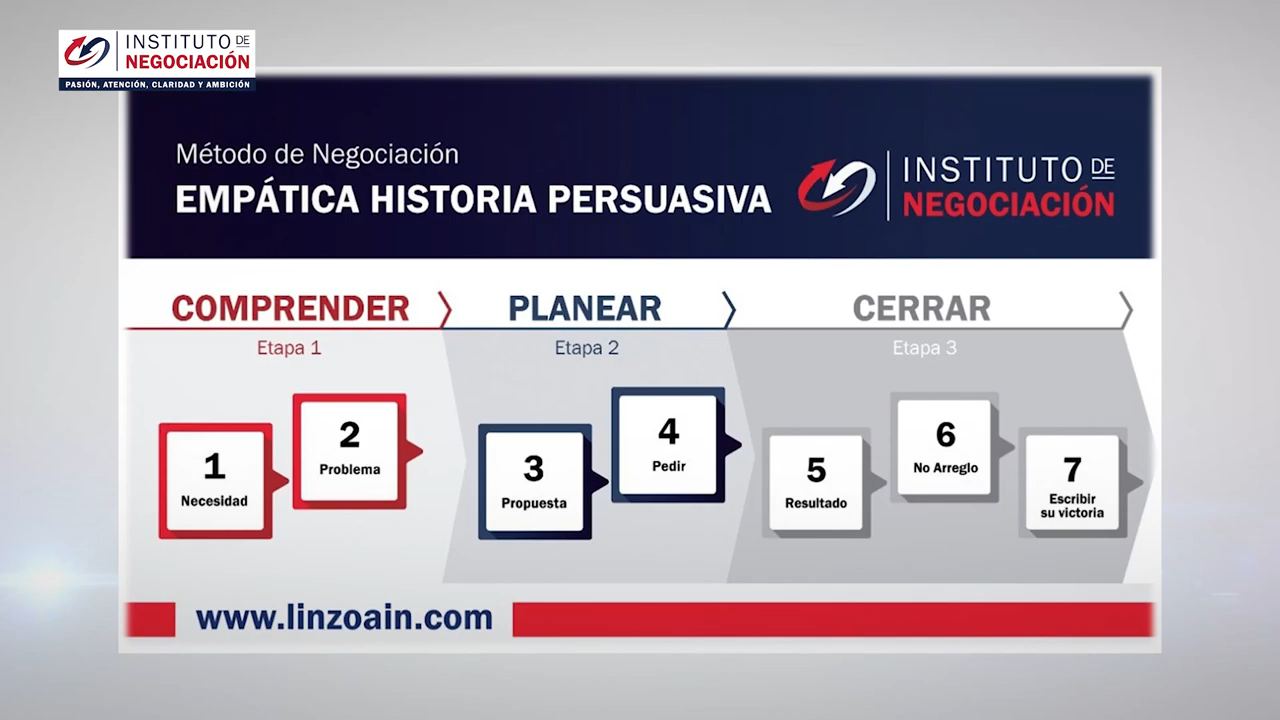 INSTITUTO DE
NEGOCIACIÓN
PASIÓN, ATENCIÓN, CLARIDAD Y AMBICIÓN
Método de Negociación
EMPÁTICA HISTORIA PERSUASIVA
INSTITUTO DE
NEGOCIACIÓN
COMPRENDER
PLANEAR
CERRAR
Etapa 1
Etapa 2
Etapa 3
1
Necesidad
2
Problema
3
Propuesta
4
Pedir
5
Resultado
6
No Arreglo
7
Escribir
su victoria
www.linzoain.com